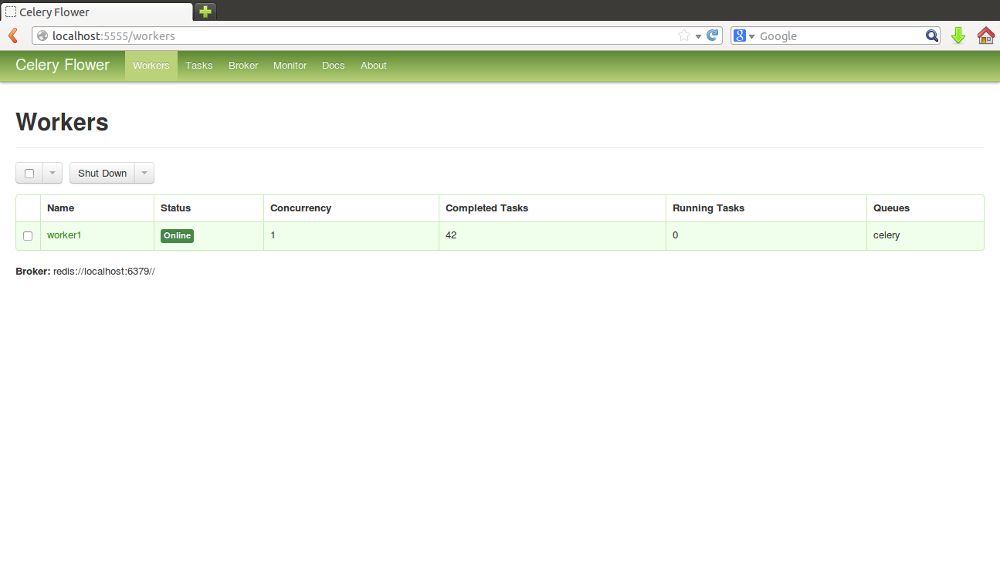 Celery Flower
localhost:5555/workers
8 Google
Celery Flower Workers Tasks Broker Monitor Docs About
Workers
Shut Down
Name Status Concurrency Completed Tasks Running Tasks Queues
worker1 Online 1 42 0 celery
Broker: redis://localhost:6379//